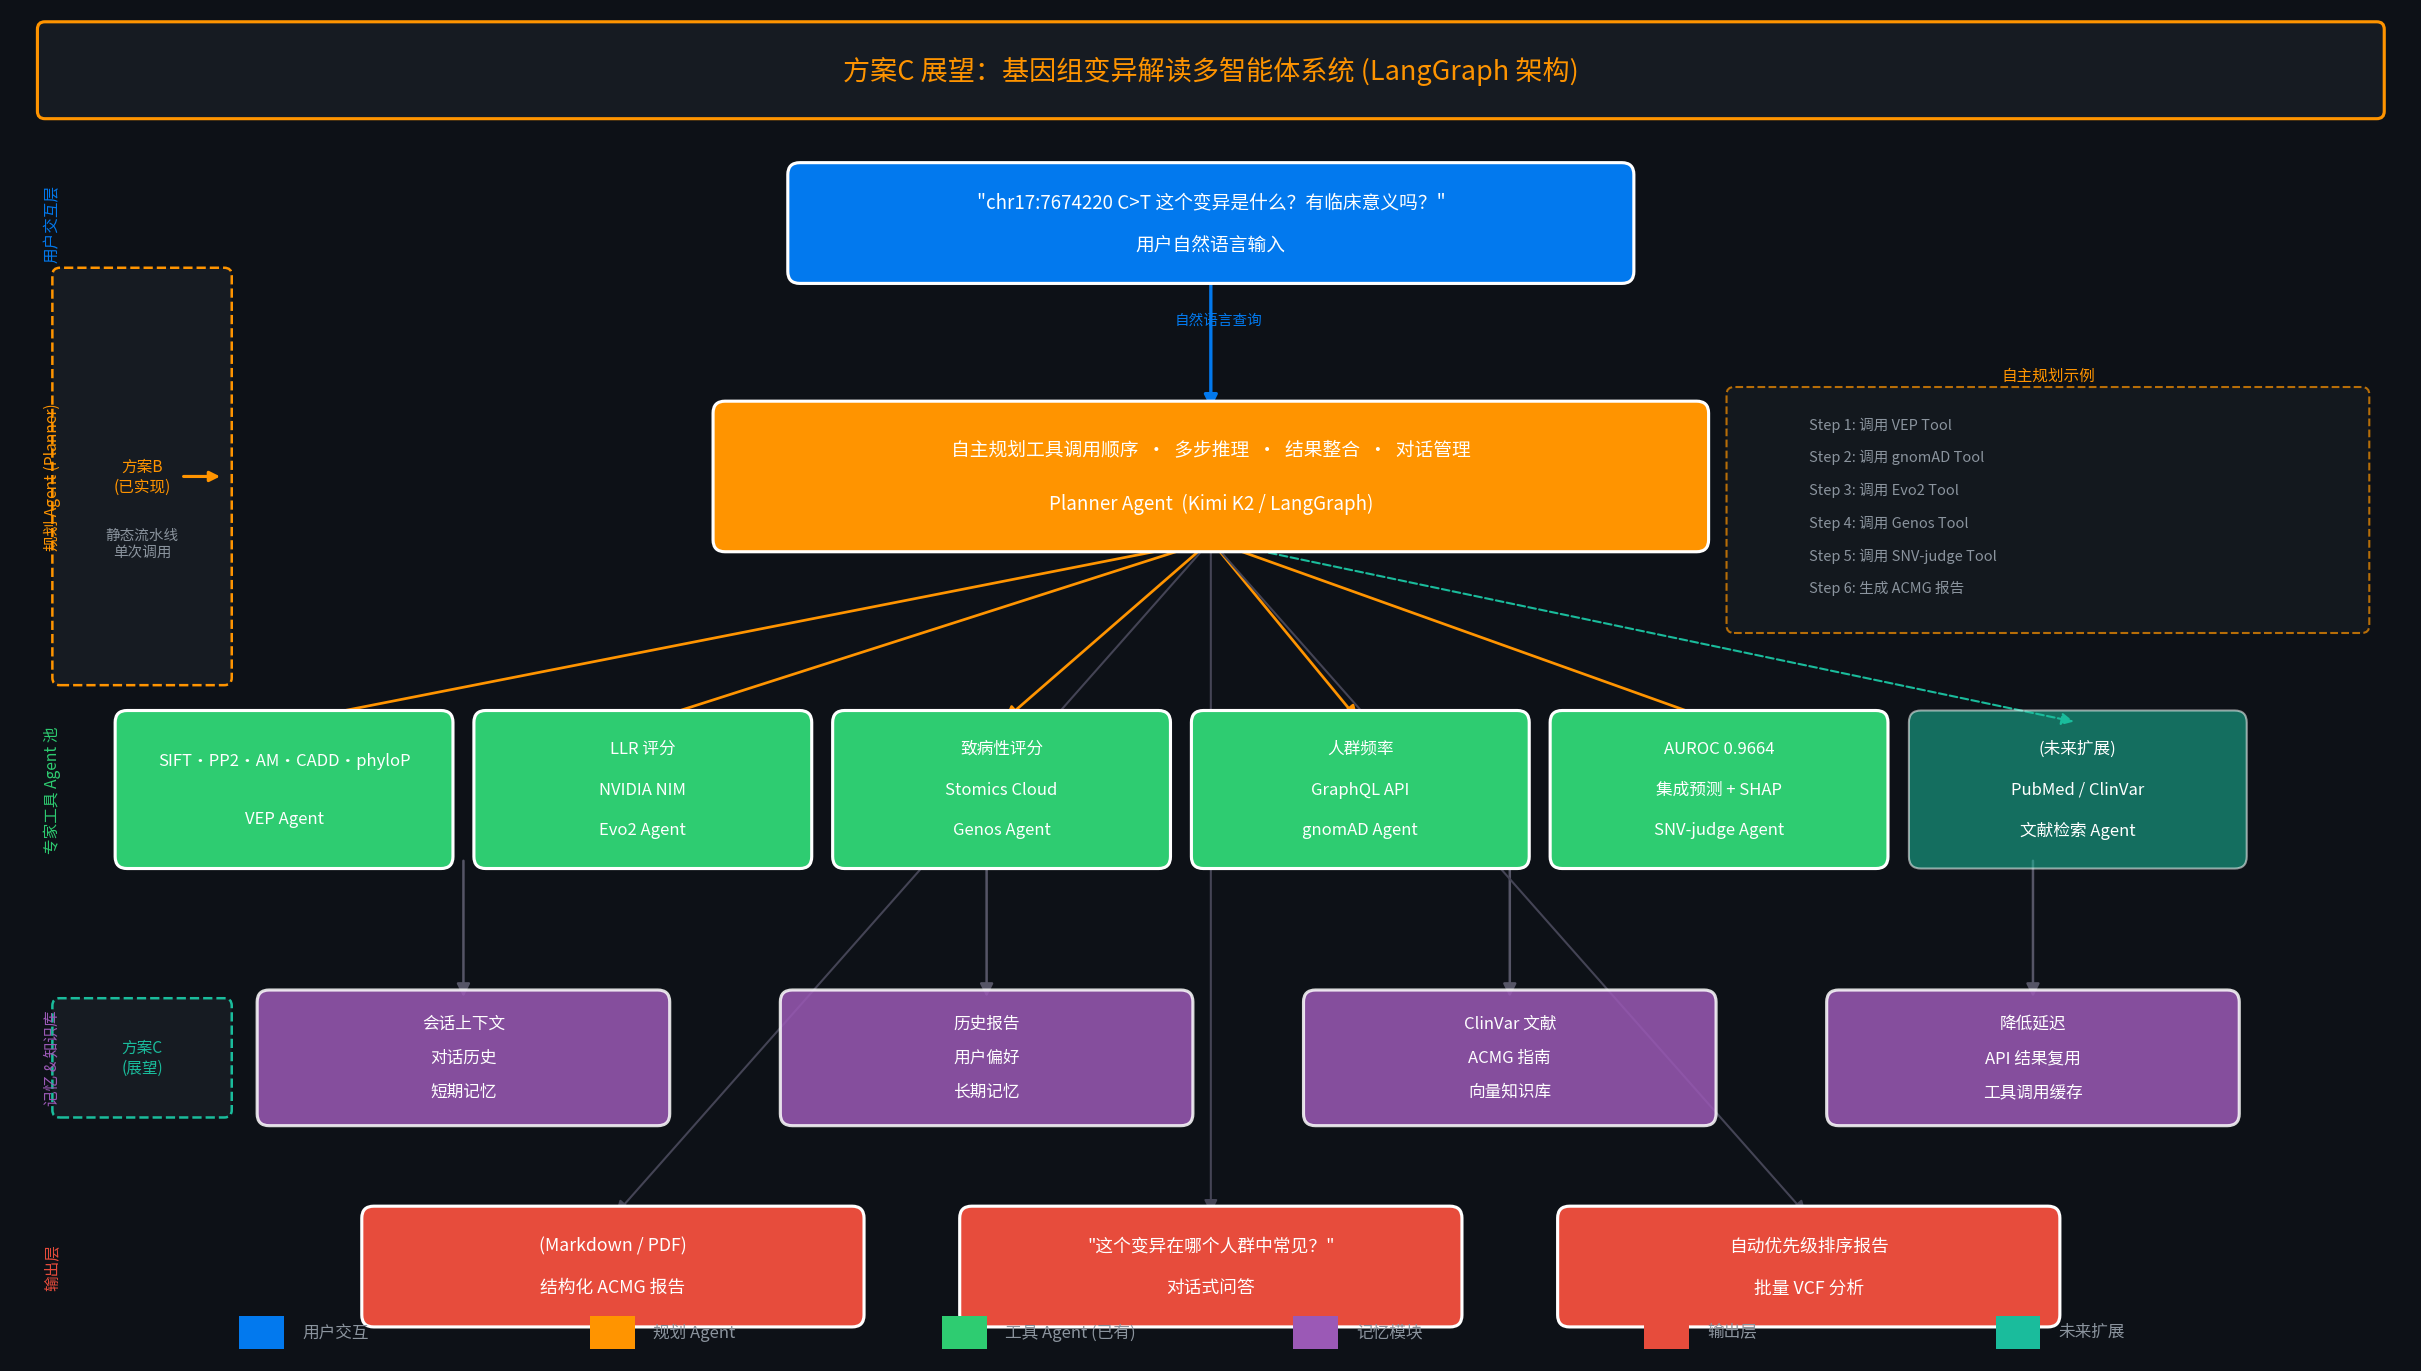 方案C 展望：基因组变异解读多智能体系统 (LangGraph 架构)
用户交互层
"chr17:7674220 C>T 这个变异是什么？有临床意义吗？"
用户自然语言输入
自然语言查询
规划 Agent (Planner)
方案B
(已实现)
静态流水线
单次调用
自主规划工具调用顺序 · 多步推理 · 结果整合 · 对话管理
Planner Agent (Kimi K2 / LangGraph)
自主规划示例
Step 1: 调用 VEP Tool
Step 2: 调用 gnomAD Tool
Step 3: 调用 Evo2 Tool
Step 4: 调用 Genos Tool
Step 5: 调用 SNV-judge Tool
Step 6: 生成 ACMG 报告
专家工具 Agent 池
SIFT · PP2 · AM · CADD · phyloP
VEP Agent
LLR 评分
NVIDIA NIM
Evo2 Agent
致病性评分
Stomics Cloud
Genos Agent
人群频率
GraphQL API
gnomAD Agent
AUROC 0.9664
集成预测 + SHAP
SNV-judge Agent
(未来扩展)
PubMed / ClinVar
文献检索 Agent
记忆 & 知识库
方案C
(展望)
会话上下文
对话历史
短期记忆
历史报告
用户偏好
长期记忆
ClinVar 文献
ACMG 指南
向量知识库
降低延迟
API 结果复用
工具调用缓存
输出层
(Markdown / PDF)
结构化 ACMG 报告
"这个变异在哪个人群中常见？"
对话式问答
自动优先级排序报告
批量 VCF 分析
用户交互
规划 Agent
工具 Agent (已有)
记忆模块
输出层
未来扩展